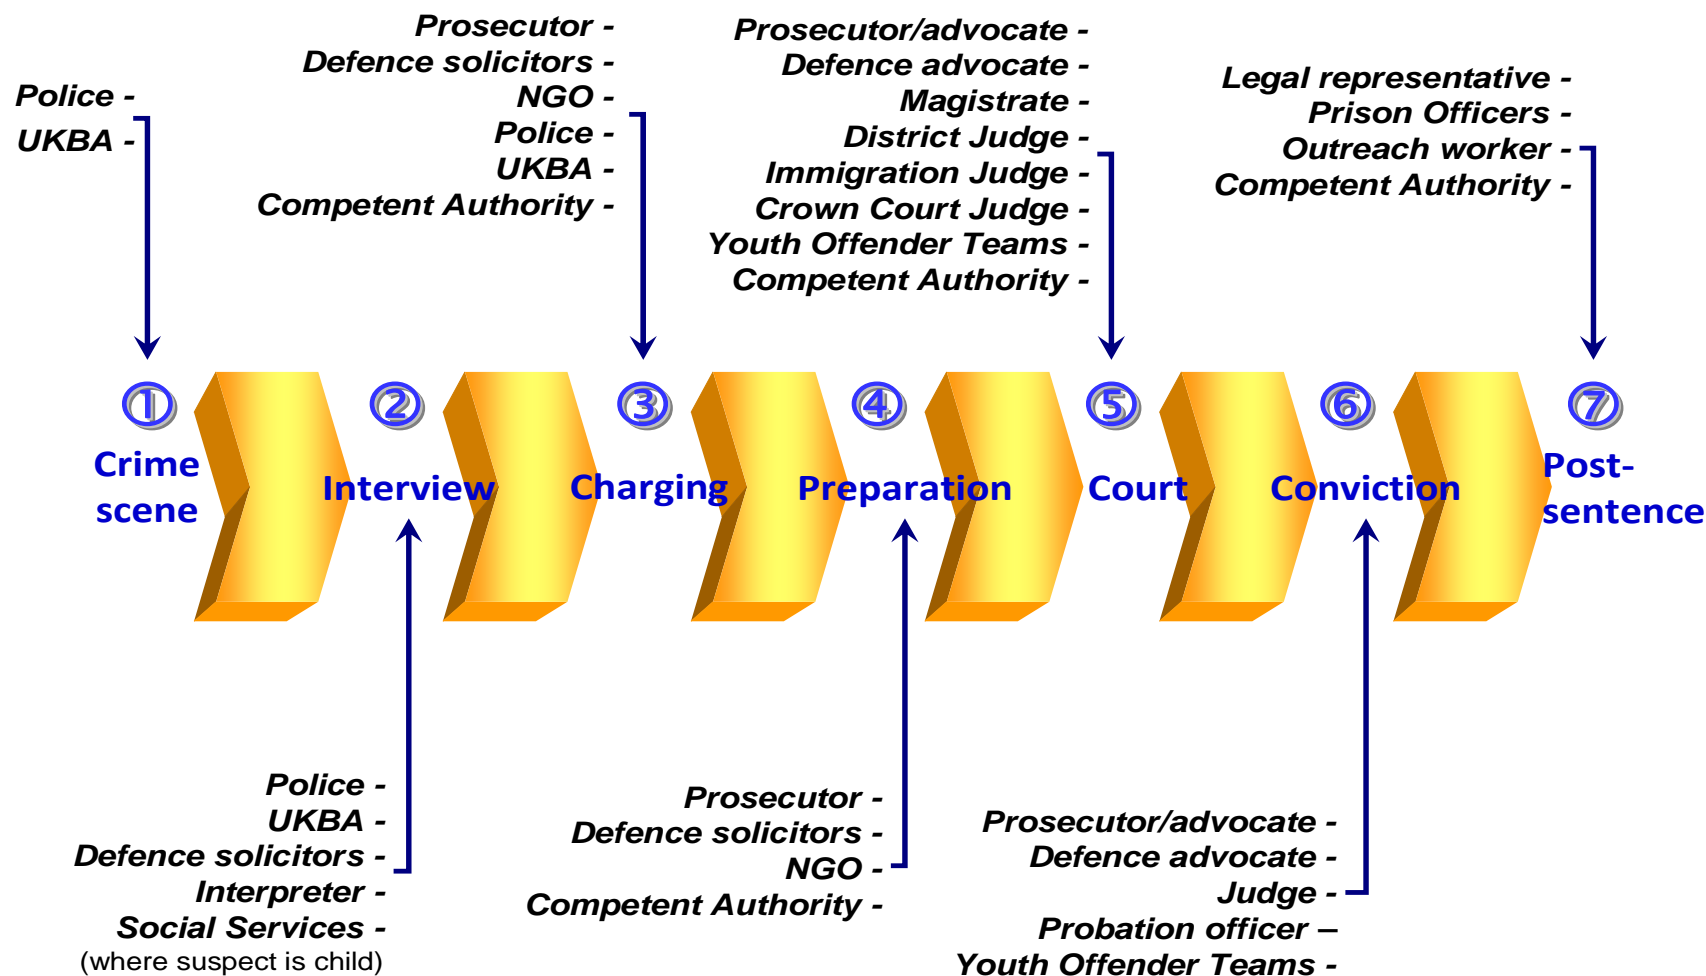 Police -
UKBA -
Prosecutor -
Defence solicitors -
NGO -
Police -
UKBA -
Competent Authority -
Prosecutor/advocate -
Defence advocate -
Magistrate -
District Judge -
Immigration Judge -
Crown Court Judge -
Youth Offender Teams -
Competent Authority -
Legal representative -
Prison Officers -
Outreach worker -
Competent Authority -
①
Crime
scene
②
Interview
③
Charging
④
Preparation
⑤
Court
⑥
Conviction
⑦
Post-
sentence
Police -
UKBA -
Defence solicitors -
Interpreter -
Social Services -
(where suspect is child)
Prosecutor -
Defence solicitors -
NGO -
Competent Authority -
Prosecutor/advocate -
Defence advocate -
Judge -
Probation officer –
Youth Offender Teams -